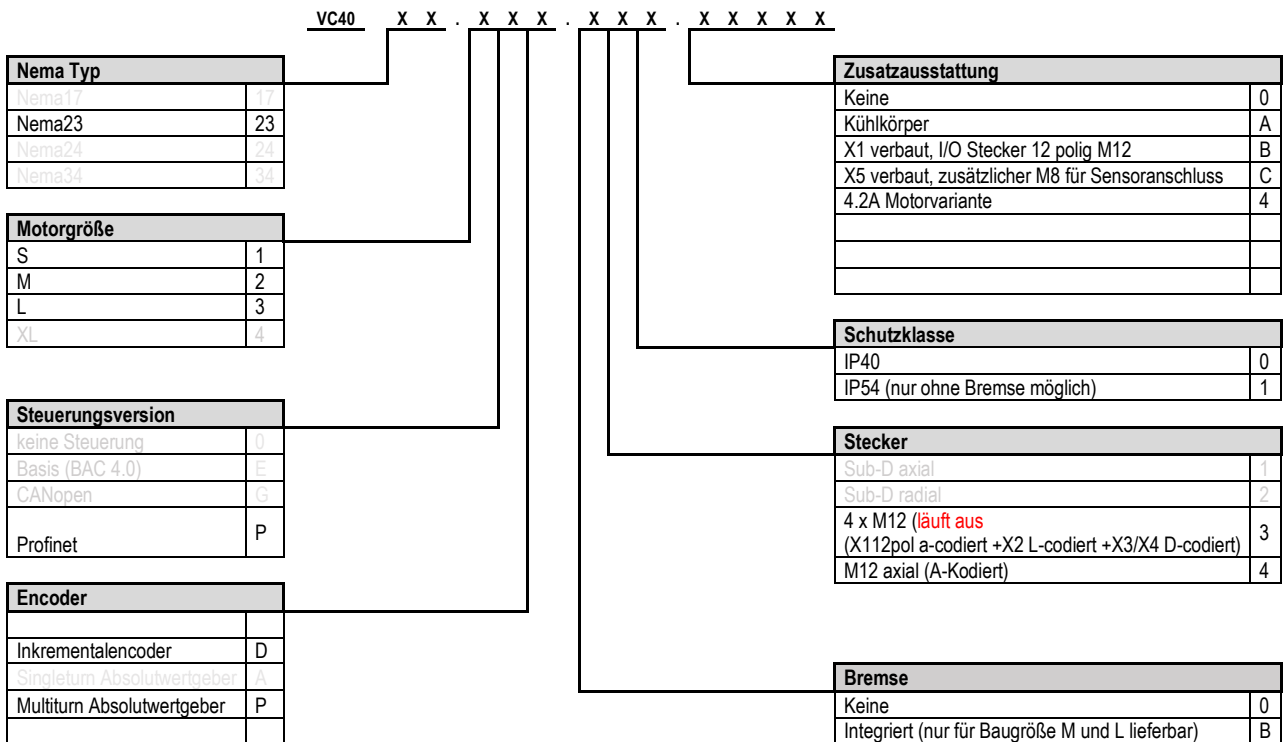 VC40 X X . X X X . X X X . X X X X X
Nema Typ
Nema17 17
Nema23 23
Nema24 24
Nema34 34
Motorgröße
S 1
M 2
L 3
XL 4
Steuerungsversion
keine Steuerung 0
Basis (BAC 4.0) E
CANopen G
Profinet P
Encoder
Inkrementalencoder D
Singleturn Absolutwertgeber A
Multiturn Absolutwertgeber P
Zusatzausstattung
Keine 0
Kühlkörper A
X1 verbaut, I/O Stecker 12 polig M12 B
X5 verbaut, zusätzlicher M8 für Sensoranschluss C
4.2A Motorvariante 4
Schutzklasse
IP40 0
IP54 (nur ohne Bremse möglich) 1
Stecker
Sub-D axial 1
Sub-D radial 2
4 x M12 (läuft aus
(X112pol a-codiert +X2 L-codiert +X3/X4 D-codiert) 3
M12 axial (A-Kodiert) 4
Bremse
Keine 0
Integriert (nur für Baugröße M und L lieferbar) B